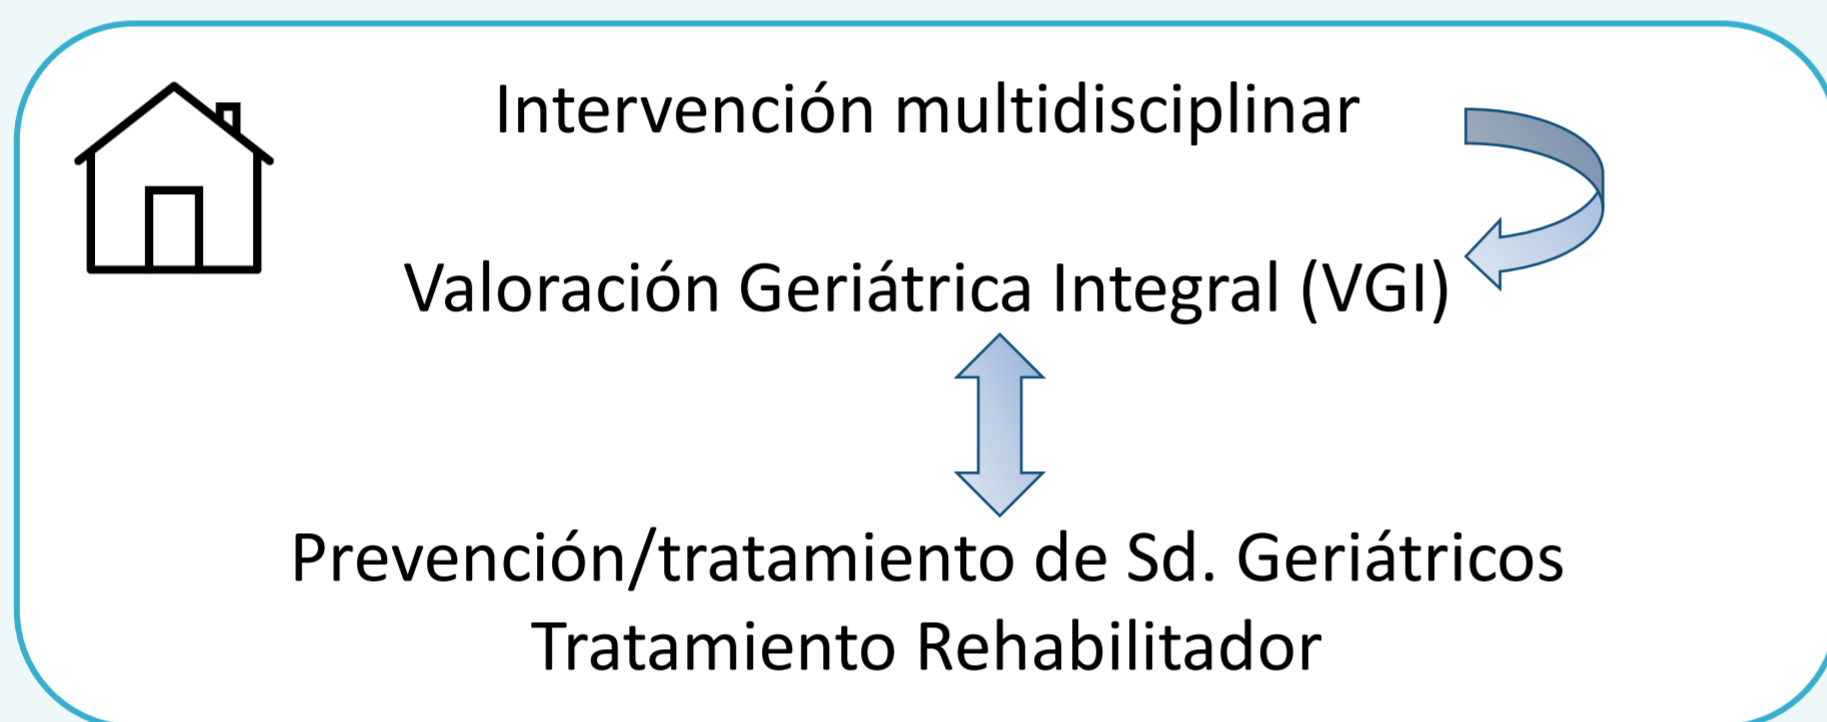 Intervención multidisciplinar
Valoración Geriátrica Integral (VGI)
Prevención/tratamiento de Sd. Geriátricos
Tratamiento Rehabilitador